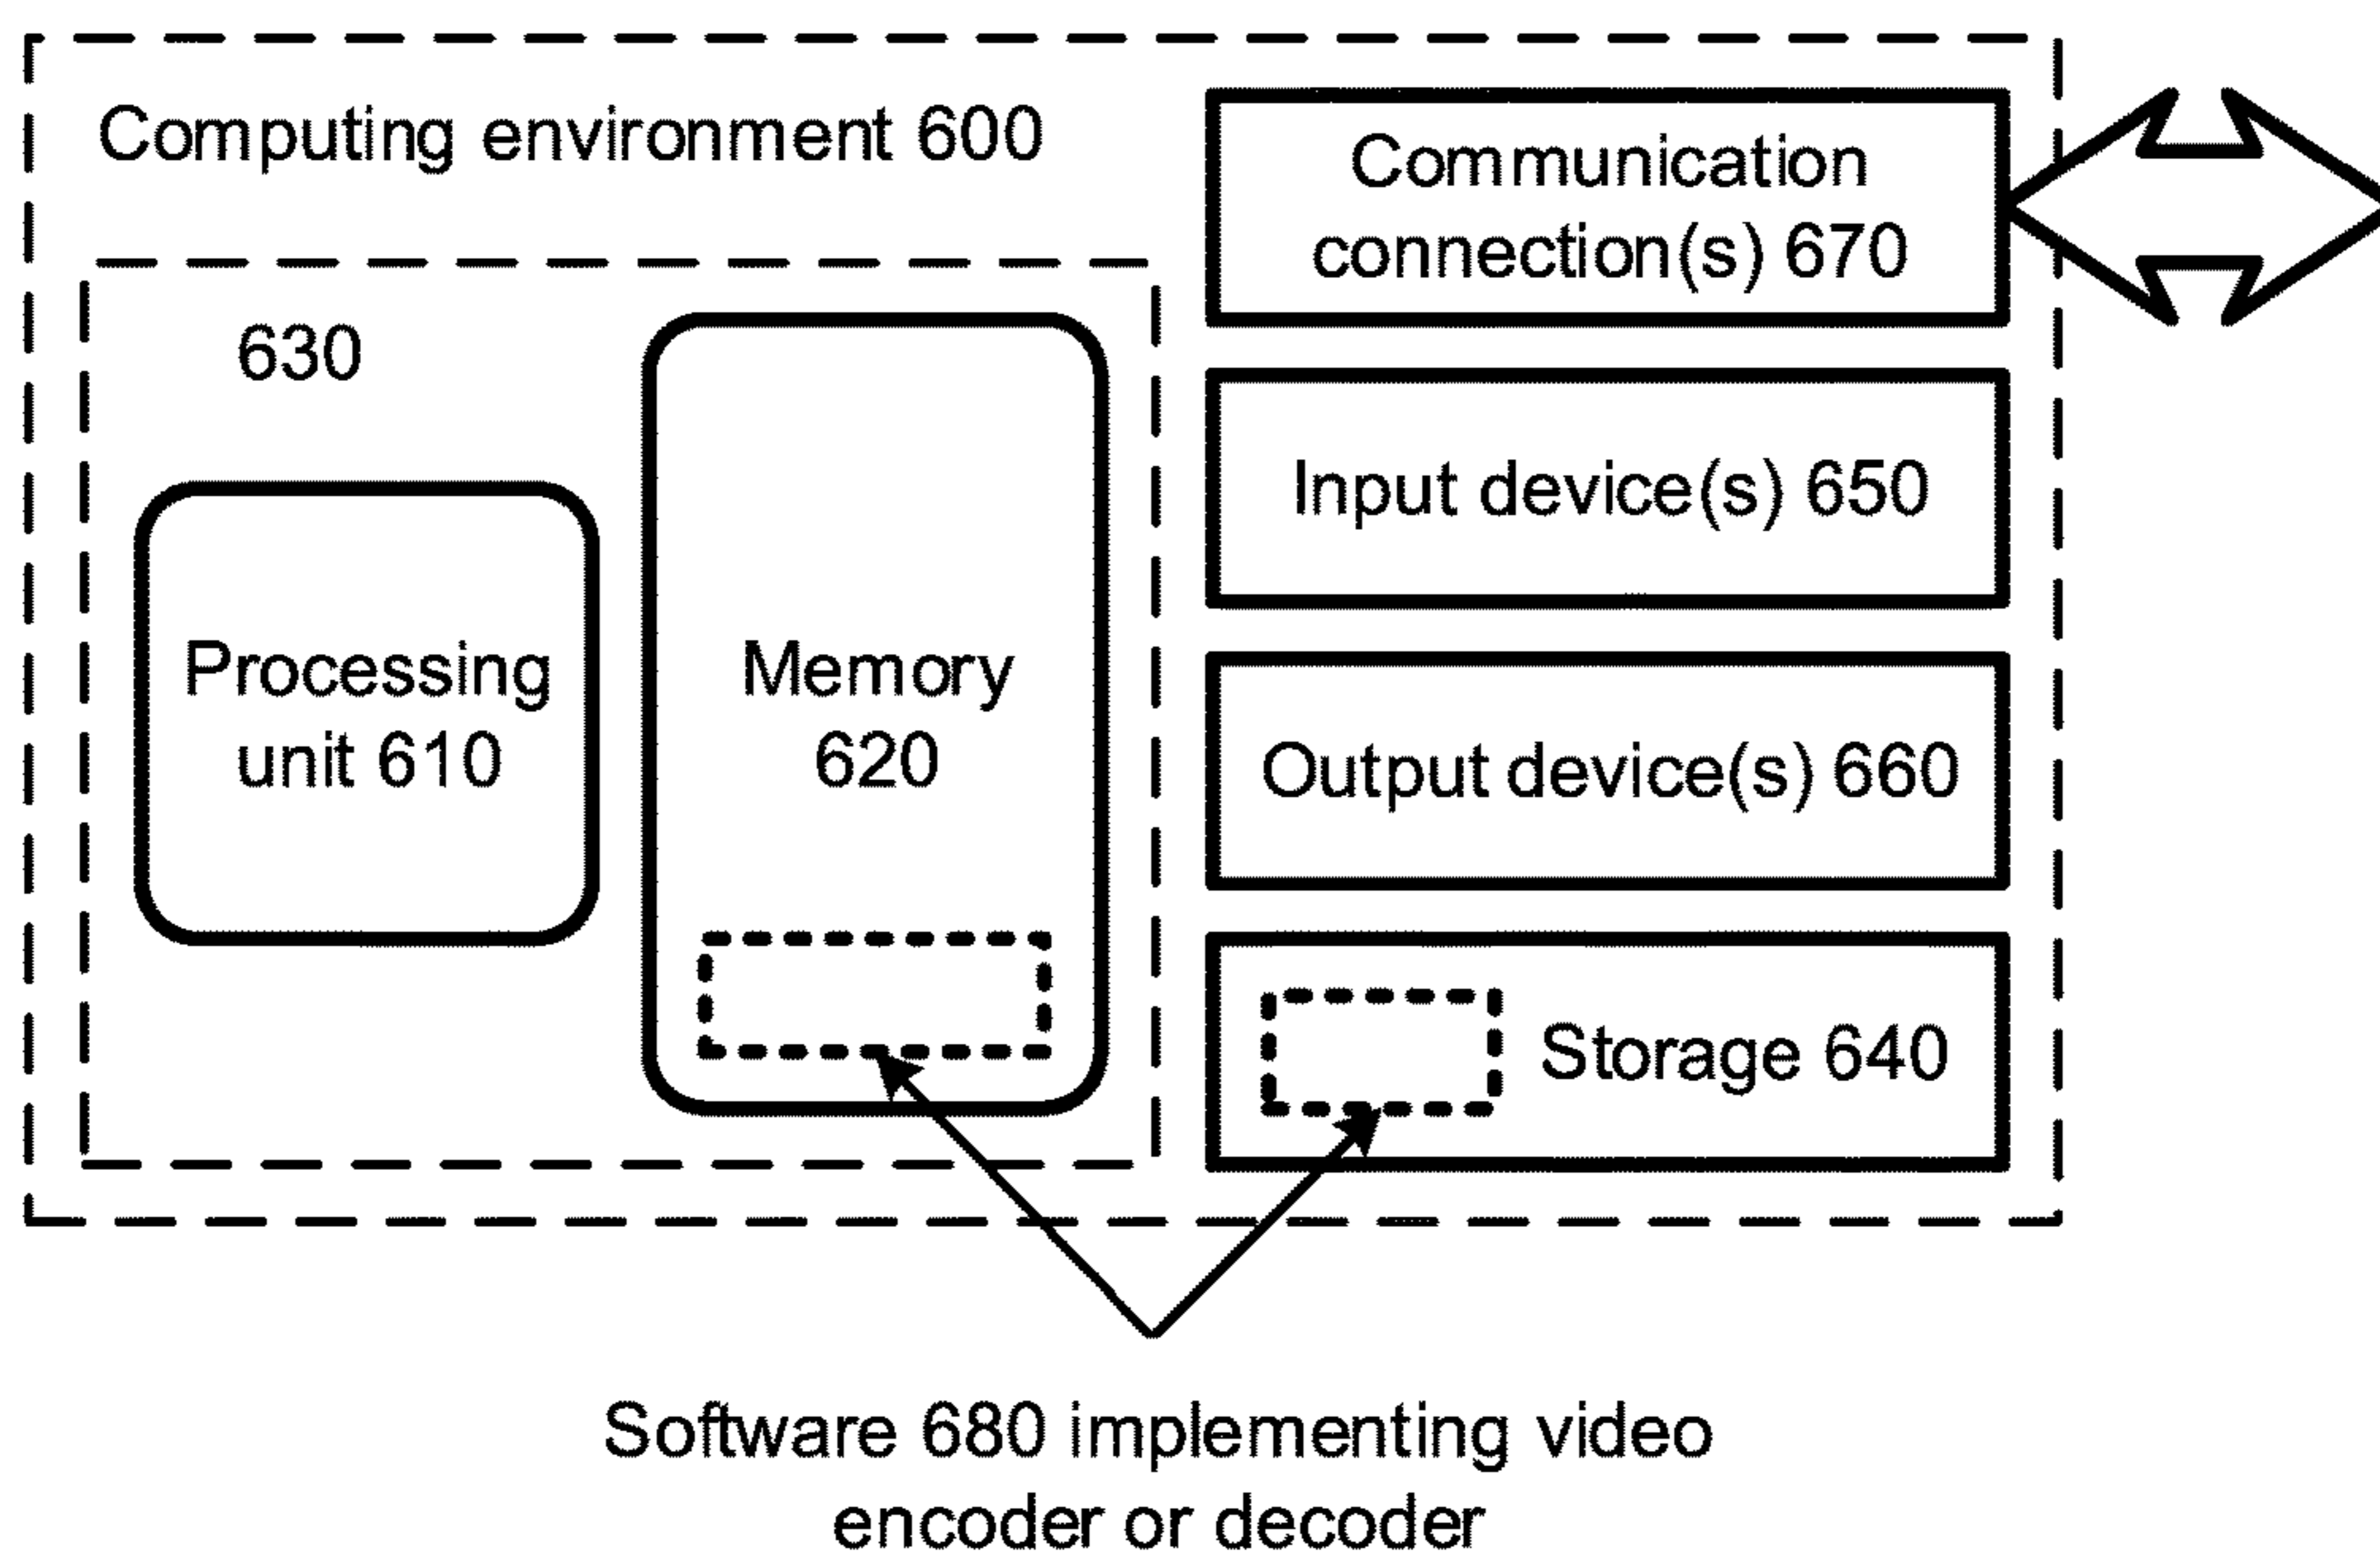 Computing environment 600
Communication
connection(s) 670
630
Input device(s) 650
Processing
unit 610
Memory
620
Output device(s) 660
Storage 640
Software 680 implementing video
encoder or decoder